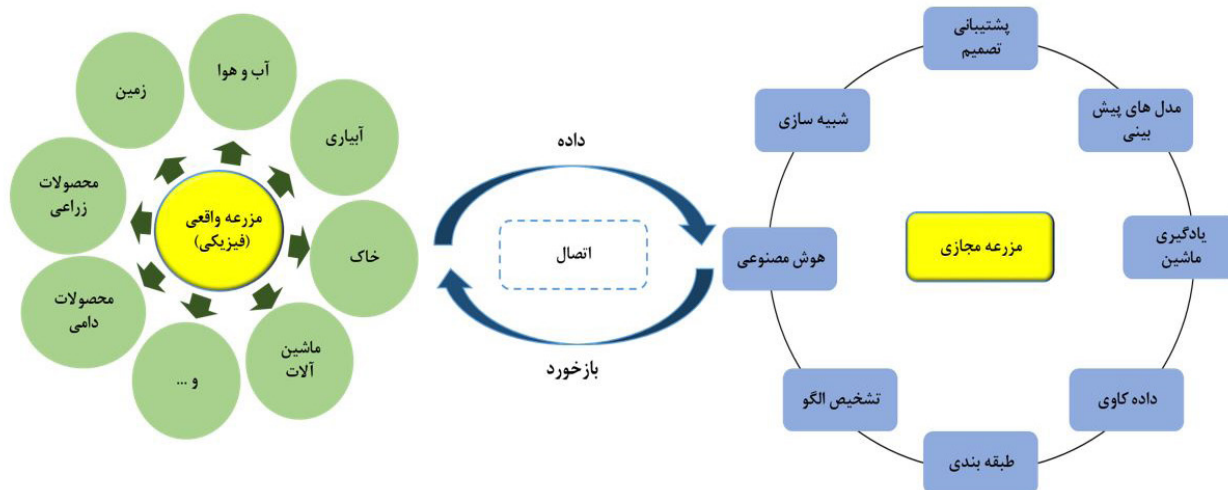 پشتیبانی
تصمیم
مدل های پیش
بینی
یادگیری
ماشین
داده کاوی
طبقه بندی
تشخیص الگو
هوش مصنوعی
شبیه سازی
مزرعه مجازی
داده
اتصال
بازخورد
آب و هوا
آبیاری
خاک
ماشین
آلات
و ...
محصولات
دامی
محصولات
زراعی
زمین
مزرعه واقعی
(فیزیکی)